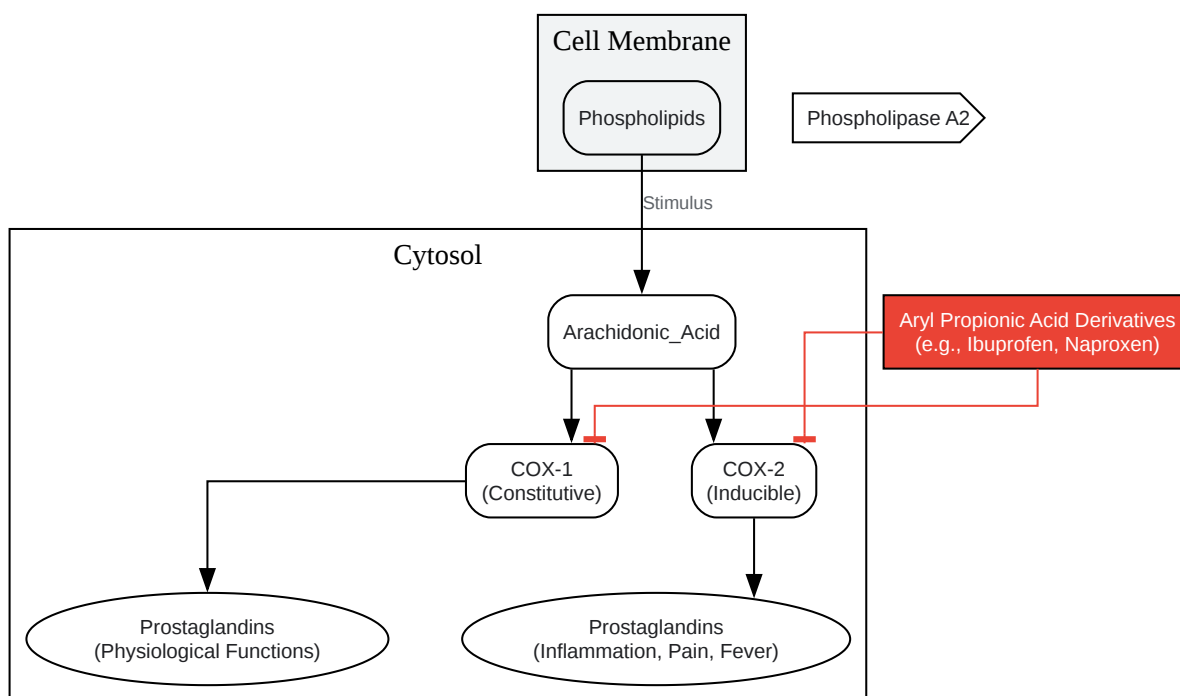 Cell Membrane
Phospholipids
Phospholipase A2
Stimulus
Cytosol
Arachidonic_Acid
Aryl Propionic Acid Derivatives
(e.g., Ibuprofen, Naproxen)
COX-1
(Constitutive)
COX-2
(Inducible)
Prostaglandins
(Physiological Functions)
Prostaglandins
(Inflammation, Pain, Fever)